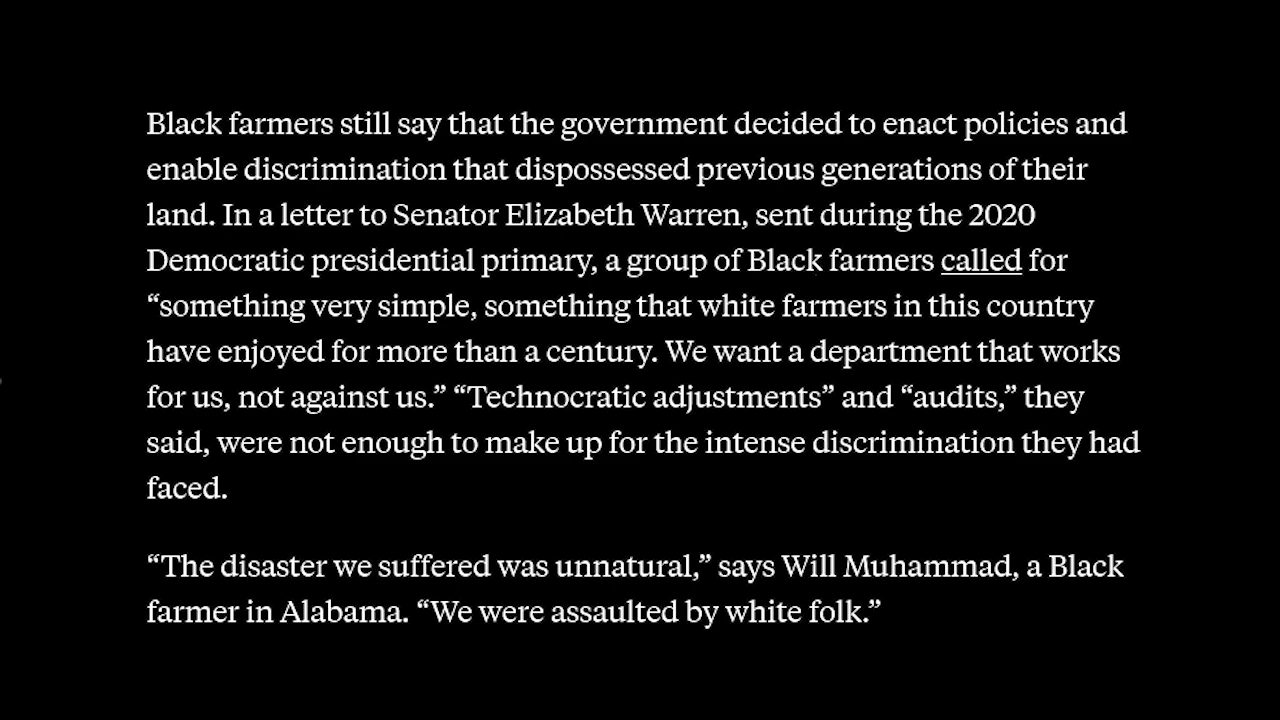 Black farmers still say that the government decided to enact policies and
enable discrimination that dispossessed previous generations of their
land. In a letter to Senator Elizabeth Warren, sent during the 2020
Democratic presidential primary, a group of Black farmers called for
“something very simple, something that white farmers in this country
have enjoyed for more than a century. We want a department that works
for us, not against us.” “Technocratic adjustments” and “audits,” they
said, were not enough to make up for the intense discrimination they had
faced.
“The disaster we suffered was unnatural,” says Will Muhammad, a Black
farmer in Alabama. “We were assaulted by white folk.”